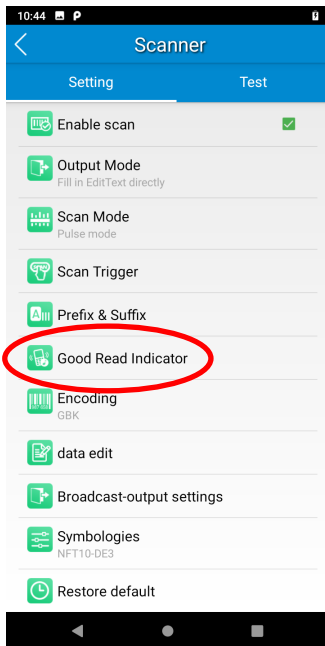 10:44
Scanner
Setting
Test
Enable scan
Output Mode
Fill in EditText directly
Scan Mode
Pulse mode
Scan Trigger
Prefix & Suffix
Good Read Indicator
Encoding
GBK
data edit
Broadcast-output settings
Symbologies
NFT10-DE3
Restore default